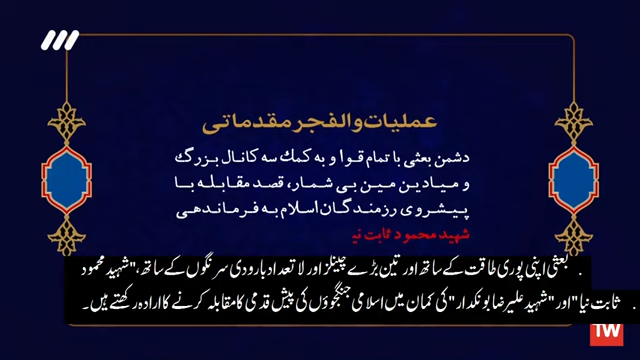 عملیات والفجر مقدماتی
دشمن بعثی با تمام قوا و به کمک سه کانال بزرگ
و میادین مین بی شمار، قصد مقابله با
پیشروی رزمندگان اسلام به فرماندهی
شهید محمود ثابت نیـ
بعثی اپنی پوری طاقت کے ساتھ اور تین بڑے چینلز اور لاتعداد بارودی سرنگوں کے ساتھ، "شہید محمود
ثابت نیا" اور "شہید علیرضا بونکدار" کی کمان میں اسلامی جنگجوؤں کی پیش قدمی کا مقابلہ کرنے کا ارادہ رکھتے ہیں۔
TW